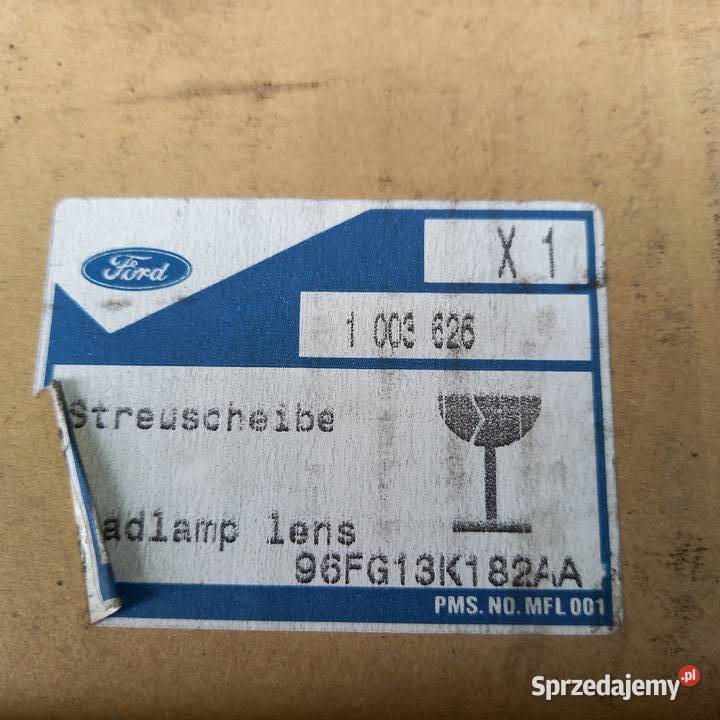 Ford
X 1
1 003 626
Streuscheibe
adlamp lens
96FG13K182AA
PMS. NO. MFL 001
Sprzedajemy.pl